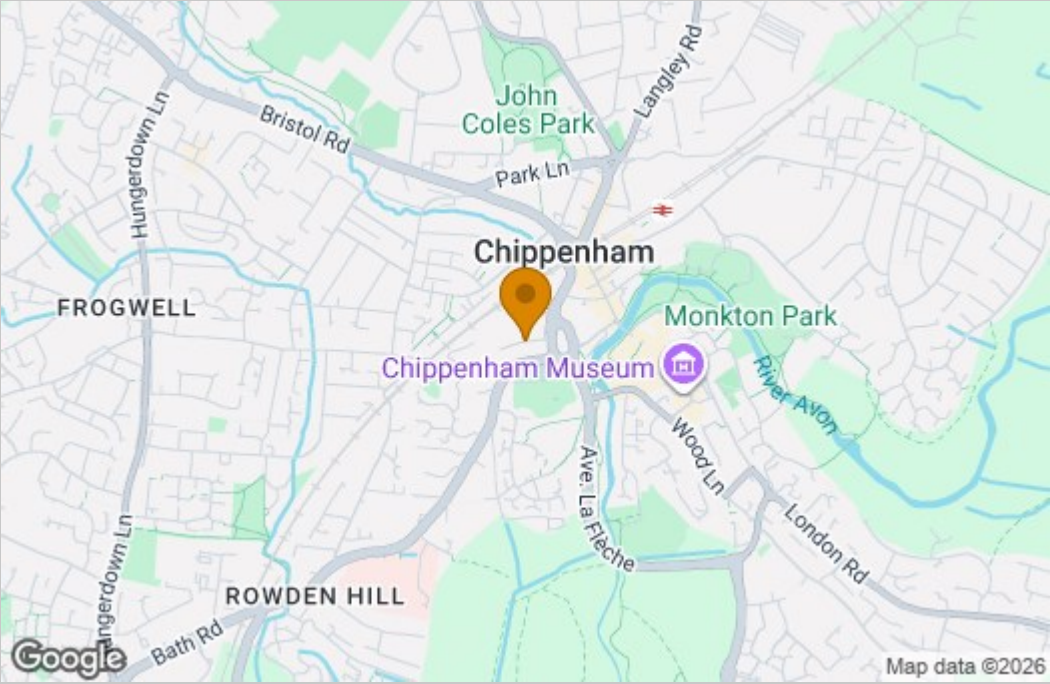 John
Coles Park
Langley Rd
Bristol Rd
Hungerdown Ln
Park Ln
Chippenham
FROGWELL
Monkton Park
Chippenham Museum
River Avon
Wood Ln
Ave. La Flèche
London Rd
ungerdown Ln
ROWDEN HILL
Bath Rd
Google
Map data ©2026